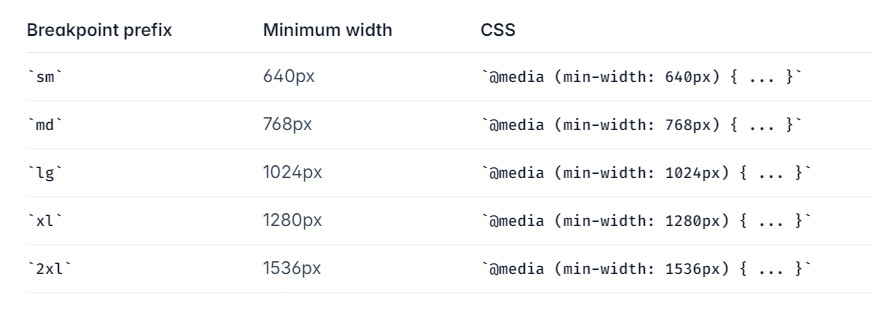 Breakpoint prefix Minimum width CSS
`sm` 640px `@media (min-width: 640px) { ... }`
`md` 768px `@media (min-width: 768px) { ... }`
`lg` 1024px `@media (min-width: 1024px) { ... }`
`xl` 1280px `@media (min-width: 1280px) { ... }`
`2xl` 1536px `@media (min-width: 1536px) { ... }`